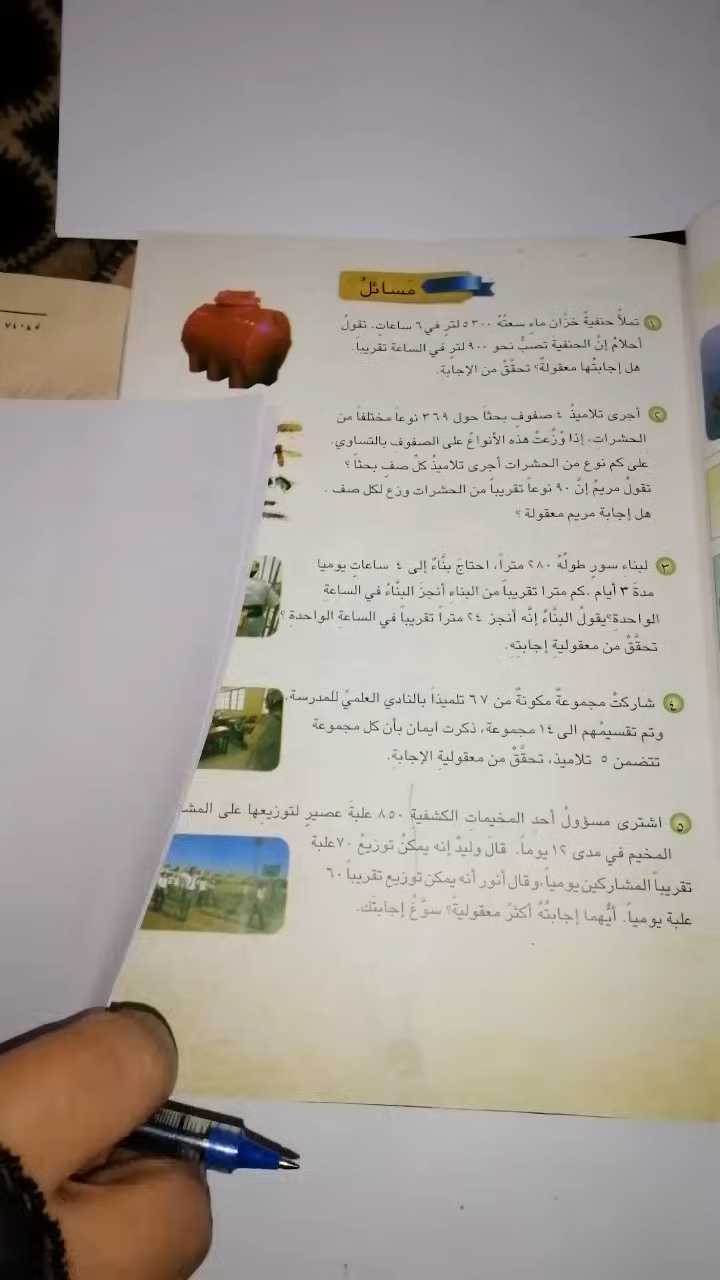 مَسائلُ
١ تملأُ حنفيةٌ خزَّان ماءٍ سعتُهُ ٥٣٠٠ لترٍ في ٦ ساعاتٍ. تقولُ
أحلامُ إنَّ الحنفية تصبُّ نحو ٩٠٠ لترٍ في الساعة تقريباً.
هل إجابتُها معقولةٌ؟ تحقَّقْ من الإجابة.
٢ أجرى تلاميذُ ٤ صفوفٍ بحثاً حول ٣٦٩ نوعاً مختلفاً من
الحشرات، إذا وُزِّعتْ هذه الأنواعُ على الصفوفِ بالتساوي.
على كم نوع من الحشرات أجرى تلاميذُ كلِّ صفٍ بحثاً ؟
تقولُ مريمُ إنَّ ٩٠ نوعاً تقريباً من الحشرات وزع لكل صف .
هل إجابة مريم معقولة ؟
٣ لبناءِ سورٍ طولُهُ ٢٨٠ متراً، احتاجَ بنَّاءٌ إلى ٤ ساعاتٍ يوميا
مدةَ ٣ أيام .كم مترا تقريباً من البناءِ أنجزَ البنَّاءُ في الساعةِ
الواحدةِ؟يقولُ البنَّاءُ إنَّه أنجز ٢٤ متراً تقريباً في الساعةِ الواحدةِ ؟
تحقَّقْ من معقوليةِ إجابتِهِ.
٤ شاركتْ مجموعةٌ مكونةٌ من ٦٧ تلميذاً بالنادي العلميِّ للمدرسة،
وتم تقسيمُهم الى ١٤ مجموعة، ذكرت ايمان بأن كل مجموعة
تتضمن ٥ تلاميذ، تحقَّقْ من معقوليةِ الإجابةِ.
٥ اشترى مسؤولُ أحد المخيماتِ الكشفيةِ ٨٥٠ علبةَ عصيرٍ لتوزيعِها على
المخيم في مدى ١٢ يوماً. قالَ وليدٌ إنه يمكنُ توزيعُ ٧٠ علبة
تقريباً المشاركين يومياً، وقال أنور أنه يمكن توزيع تقريباً ٦٠
علبة يومياً. أيُّهما إجابتُهُ أكثرُ معقوليةً؟ سوِّغْ إجابتَك.